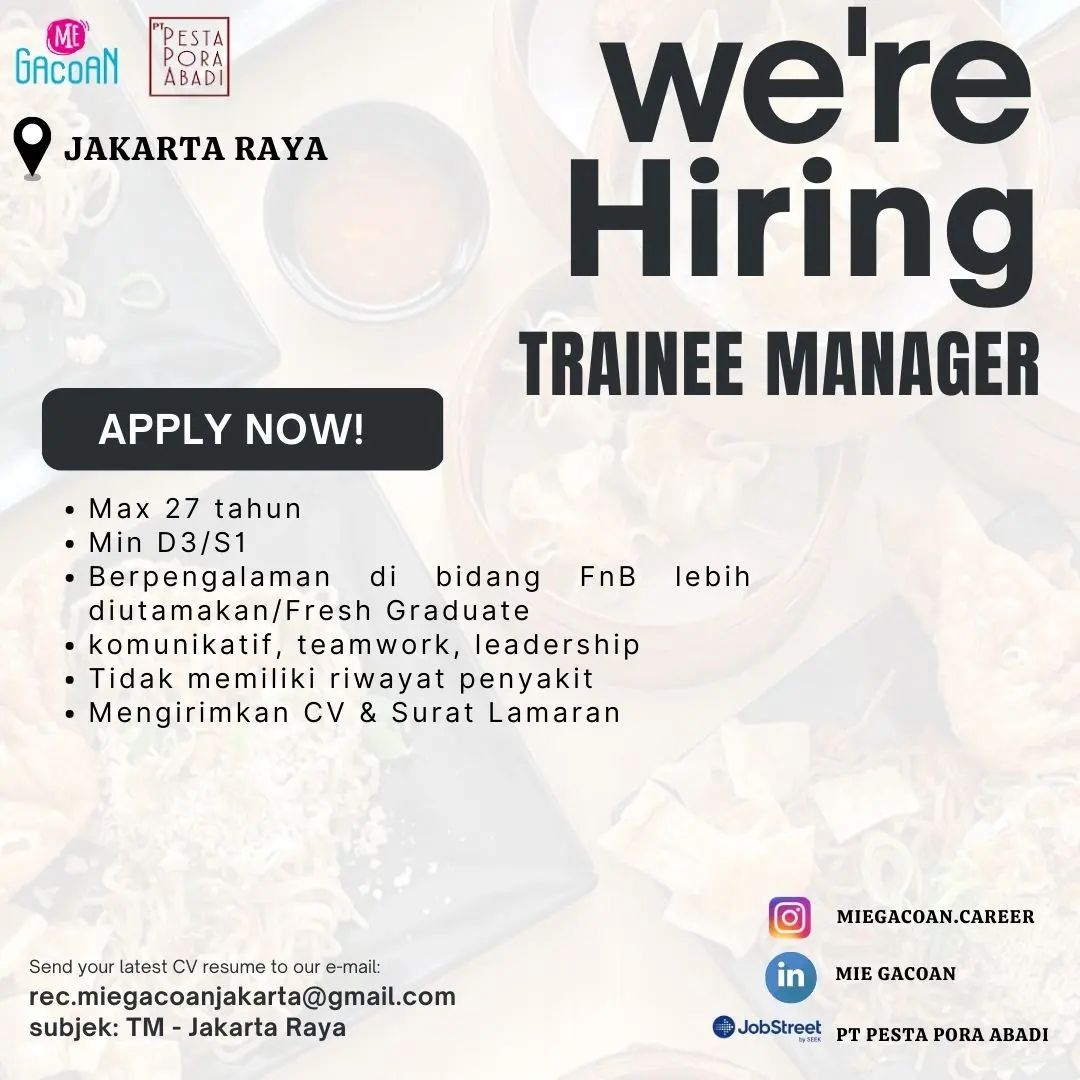 ME
GACOAN
PT PESTA
PORA
ABADI
JAKARTA RAYA
we're
Hiring
TRAINEE MANAGER
APPLY NOW!
• Max 27 tahun
• Min D3/S1
• Berpengalaman di bidang FnB lebih
diutamakan/Fresh Graduate
• komunikatif, teamwork, leadership
• Tidak memiliki riwayat penyakit
• Mengirimkan CV & Surat Lamaran
Send your latest CV resume to our e-mail:
rec.miegacoanjakarta@gmail.com
subjek: TM - Jakarta Raya
MIEGACOAN.CAREER
in
MIE GACOAN
JobStreet
by SEEK
PT PESTA PORA ABADI